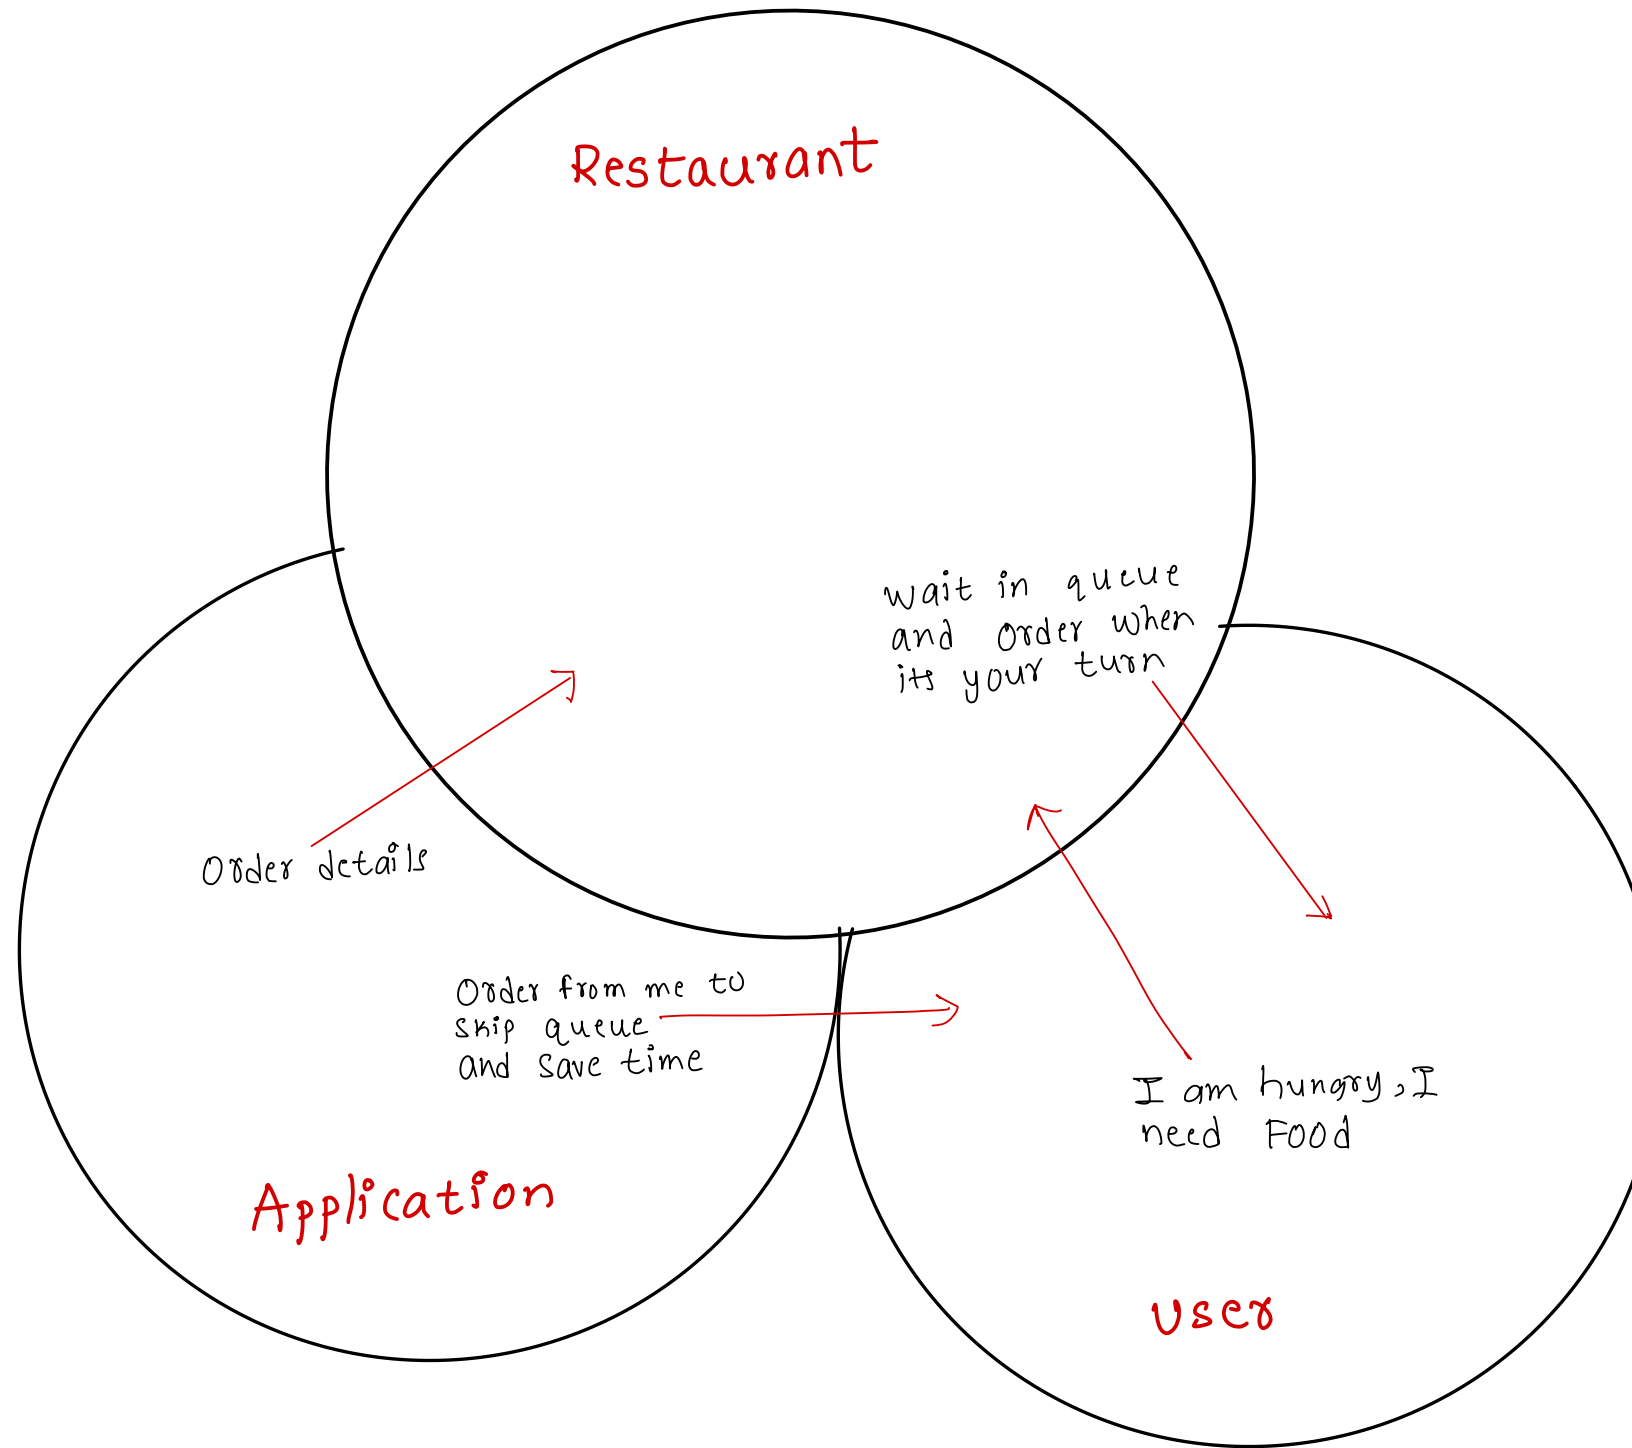 Restaurant
wait in queue
and order when
its your turn
Order details
Order from me to
skip queue
and save time
I am hungry, I
need FOOd
Application
user